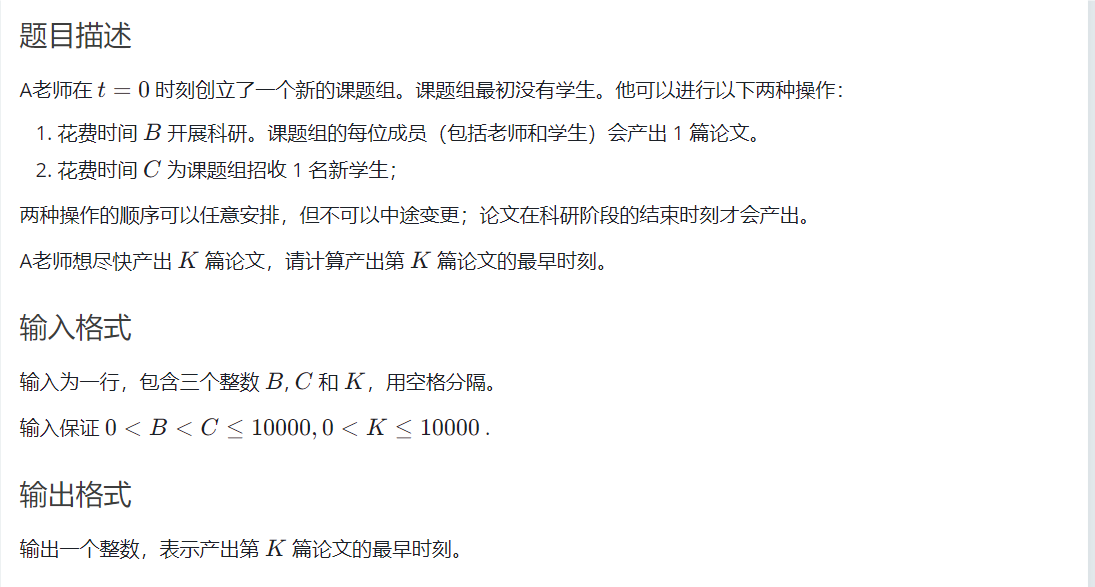 题目描述
A老师在 t = 0 时刻创立了一个新的课题组。课题组最初没有学生。他可以进行以下两种操作：
1. 花费时间 B 开展科研。课题组的每位成员（包括老师和学生）会产出 1 篇论文。
2. 花费时间 C 为课题组招收 1 名新学生；
两种操作的顺序可以任意安排，但不可以中途变更；论文在科研阶段的结束时刻才会产出。
A老师想尽快产出 K 篇论文，请计算产出第 K 篇论文的最早时刻。
输入格式
输入为一行，包含三个整数 B, C 和 K，用空格分隔。
输入保证 0 < B < C ≤ 10000, 0 < K ≤ 10000 .
输出格式
输出一个整数，表示产出第 K 篇论文的最早时刻。